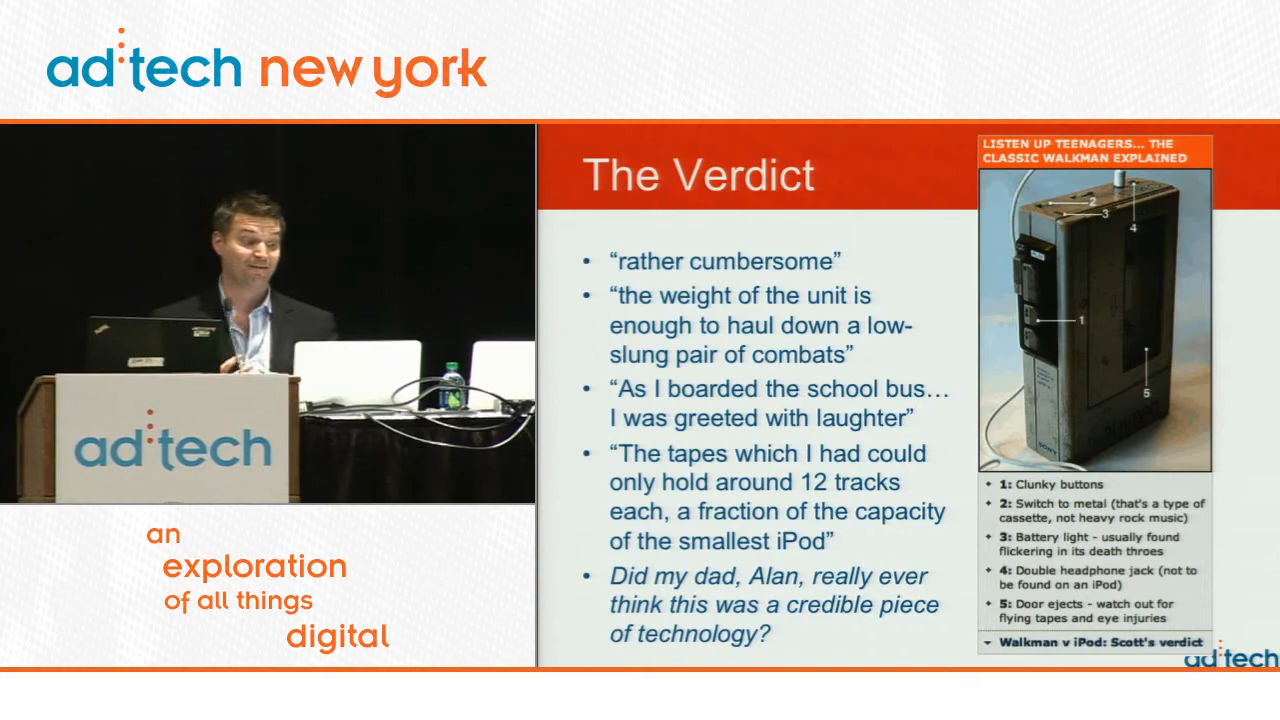 ad:tech new york
The Verdict
• “rather cumbersome”
• “the weight of the unit is
enough to haul down a low-
slung pair of combats”
• “As I boarded the school bus…
I was greeted with laughter”
• “The tapes which I had could
only hold around 12 tracks
each, a fraction of the capacity
of the smallest iPod”
• Did my dad, Alan, really ever
think this was a credible piece
of technology?
LISTEN UP TEENAGERS... THE
CLASSIC WALKMAN EXPLAINED
2
3
4
1
5
SONY
1: Clunky buttons
2: Switch to metal (that's a type of
cassette, not heavy rock music)
3: Battery light - usually found
flickering in its death throes
4: Double headphone jack (not to
be found on an iPod)
5: Door ejects - watch out for
flying tapes and eye injuries
Walkman v iPod: Scott's verdict
ad:tech
ad:tech
an
exploration
of all things
digital